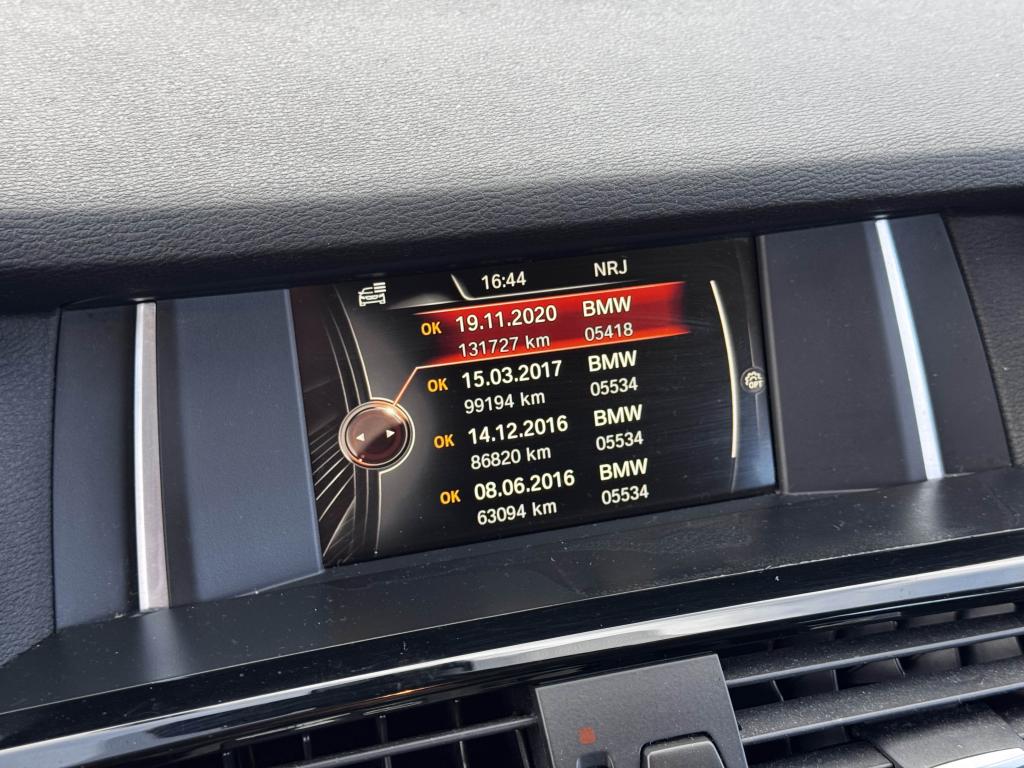 16:44 NRJ
OK 19.11.2020 BMW
131727 km 05418
OK 15.03.2017 BMW
99194 km 05534
OK 14.12.2016 BMW
86820 km 05534
OK 08.06.2016 BMW
63094 km 05534
OPT